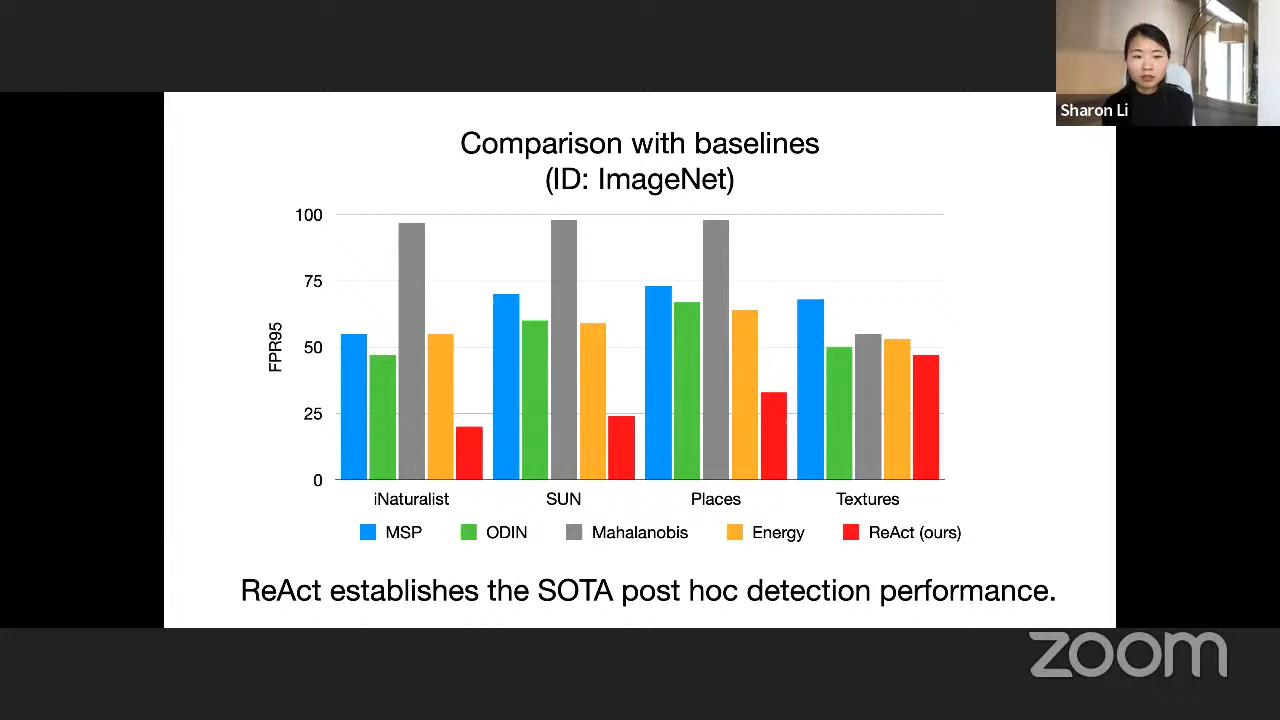 Sharon Li
Comparison with baselines
(ID: ImageNet)
100
75
50
25
0
FPR95
iNaturalist
SUN
Places
Textures
MSP
ODIN
Mahalanobis
Energy
ReAct (ours)
ReAct establishes the SOTA post hoc detection performance.
zoom